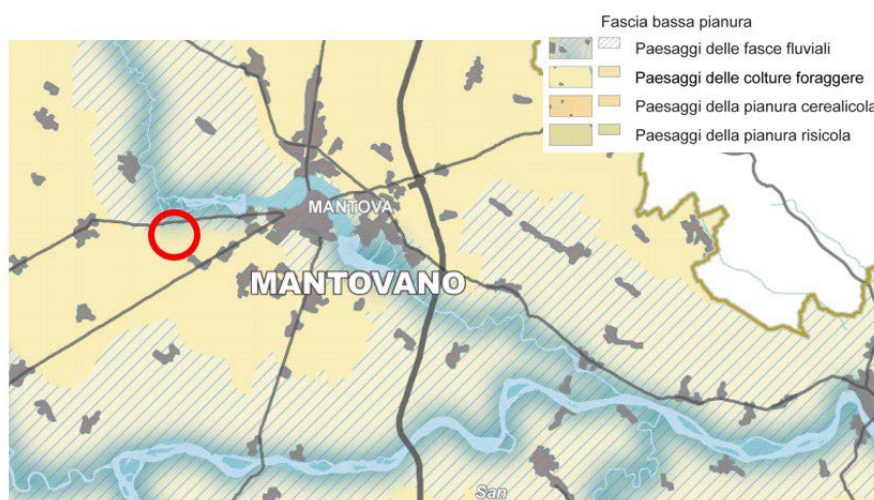 Fascia bassa pianura
Paesaggi delle fasce fluviali
Paesaggi delle colture foraggere
Paesaggi della pianura cerealicola
Paesaggi della pianura risicola
MANTOVA
MANTOVANO
San